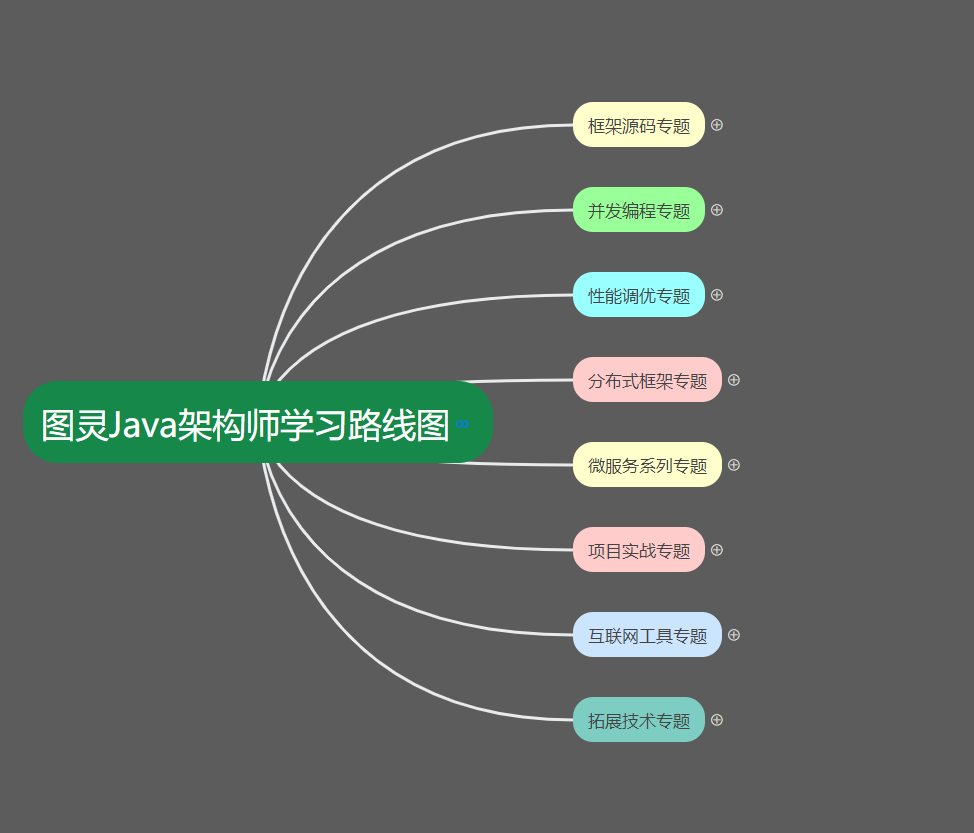 框架源码专题
并发编程专题
性能调优专题
分布式框架专题
图灵Java架构师学习路线图
微服务系列专题
项目实战专题
互联网工具专题
拓展技术专题